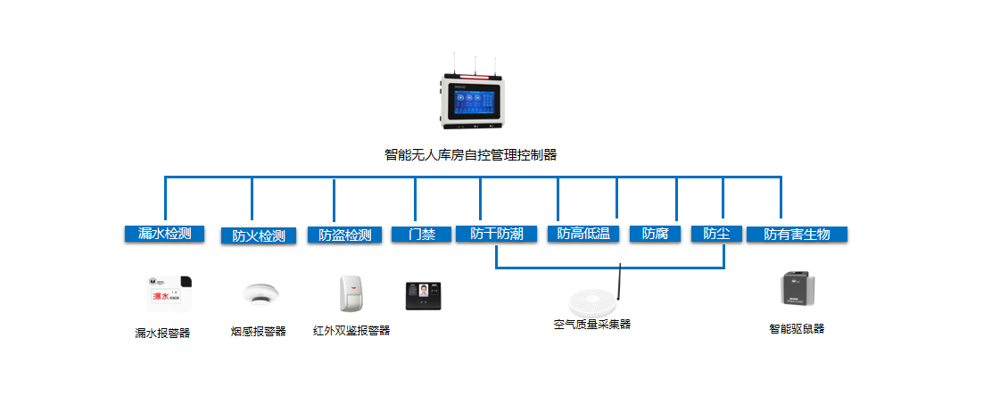 智能无人库房自控管理控制器
漏水检测
防火检测
防盗检测
门禁
防干防潮
防高低温
防腐
防尘
防有害生物
漏水
漏水报警器
烟感报警器
红外双鉴报警器
空气质量采集器
智能驱鼠器